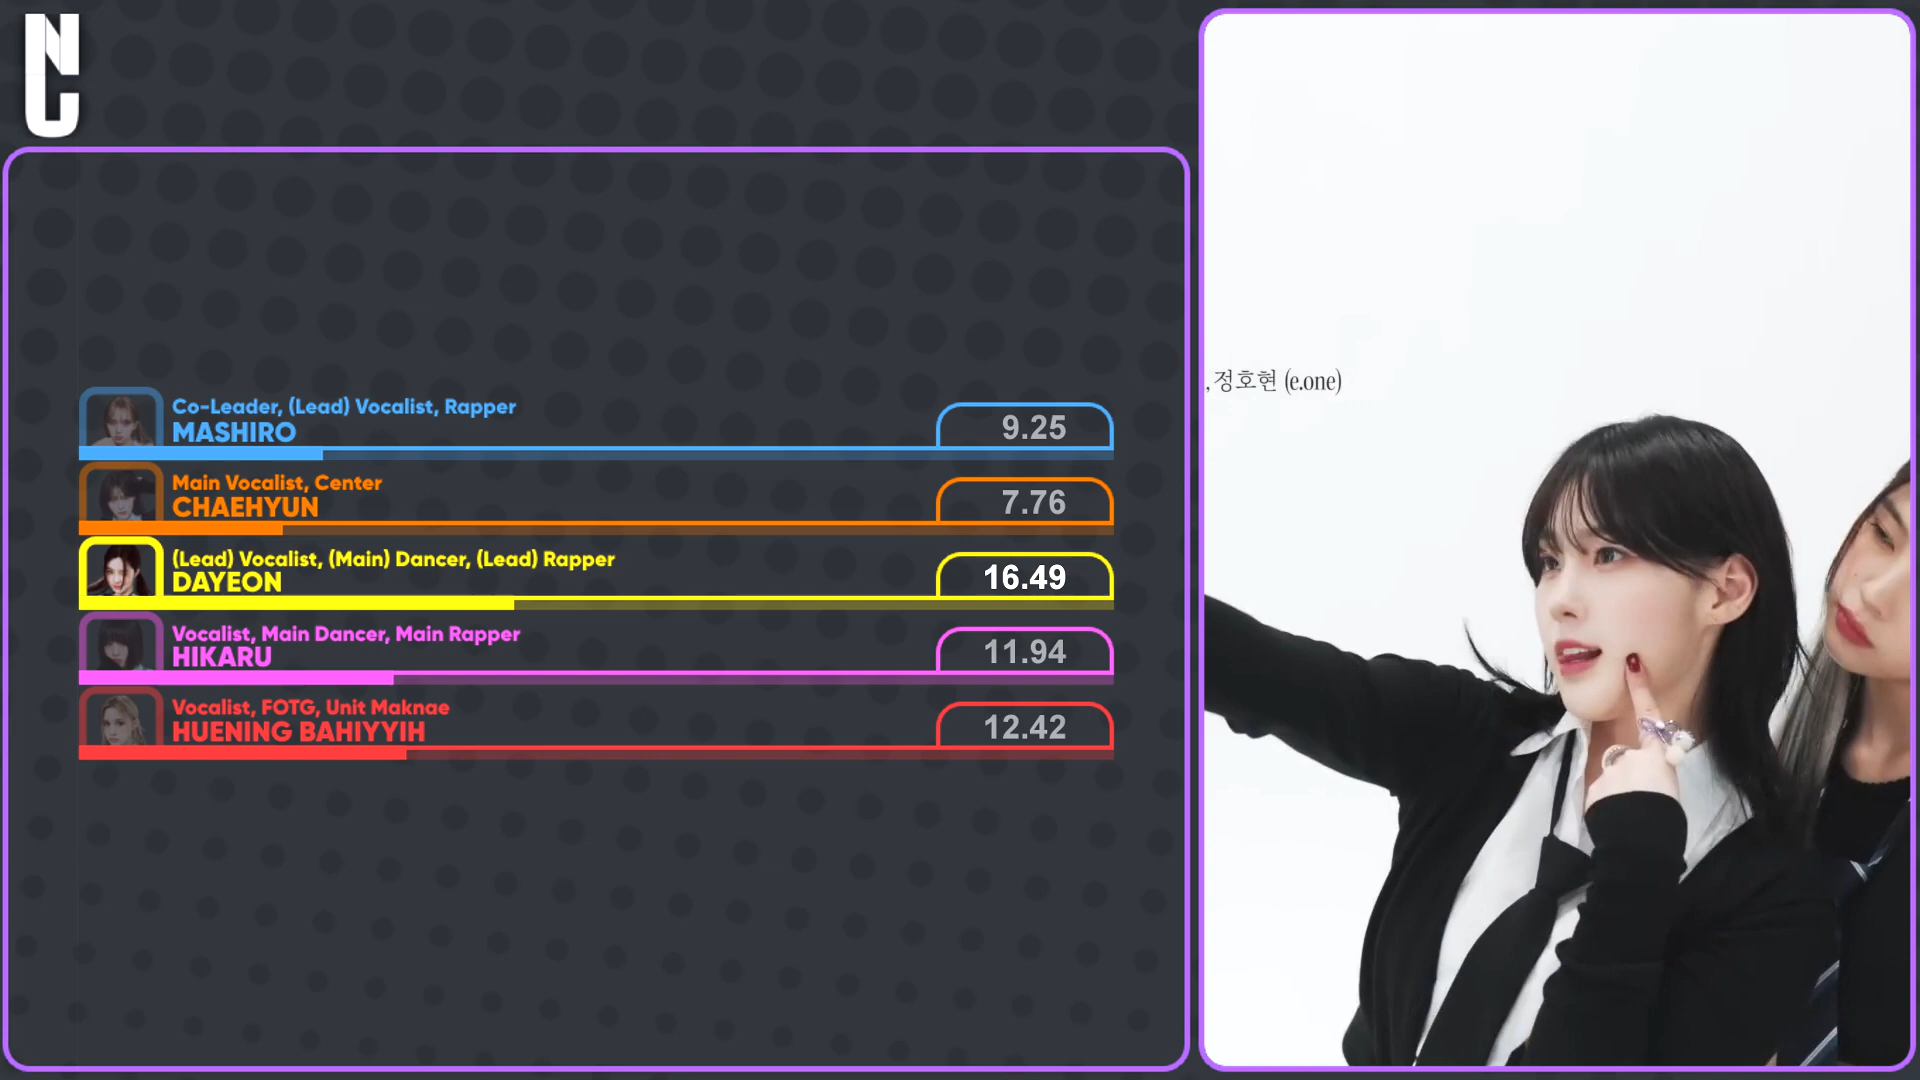 NC
Co-Leader, (Lead) Vocalist, Rapper
MASHIRO
9.25
Main Vocalist, Center
CHAEHYUN
7.76
(Lead) Vocalist, (Main) Dancer, (Lead) Rapper
DAYEON
16.49
Vocalist, Main Dancer, Main Rapper
HIKARU
11.94
Vocalist, FOTG, Unit Maknae
HUENING BAHIYYIH
12.42
, 정호현 (e.one)